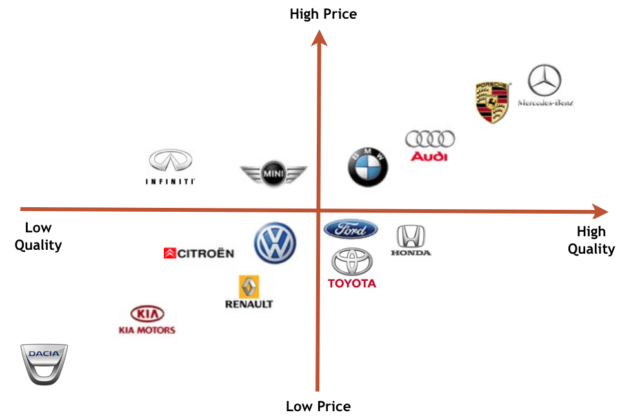 High Price
PORSCHE
Mercedes-Benz
BMW
Audi
INFINITI
MINI
Low
Quality
High
Quality
Ford
CITROËN
HONDA
TOYOTA
RENAULT
KIA
KIA MOTORS
DACIA
Low Price